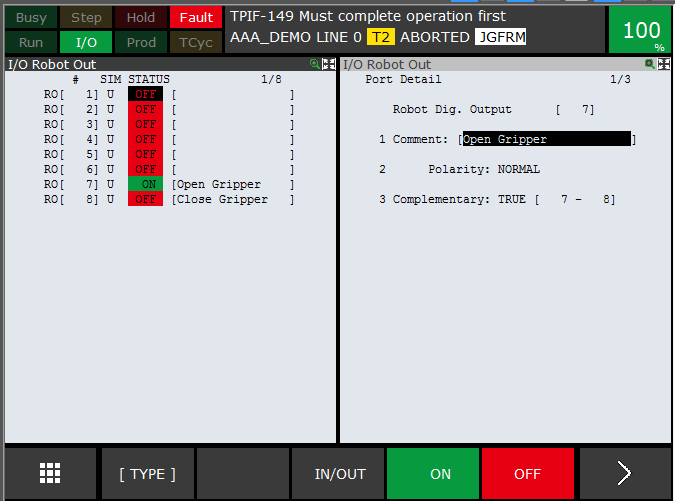 Busy Step Hold Fault TPIF-149 Must complete operation first
Run I/O Prod TCyc AAA_DEMO LINE 0 T2 ABORTED JGFRM 100 %
I/O Robot Out
# SIM STATUS 1/8
RO[ 1] U OFF [ ]
RO[ 2] U OFF [ ]
RO[ 3] U OFF [ ]
RO[ 4] U OFF [ ]
RO[ 5] U OFF [ ]
RO[ 6] U OFF [ ]
RO[ 7] U ON [Open Gripper ]
RO[ 8] U OFF [Close Gripper ]
I/O Robot Out
Port Detail 1/3
Robot Dig. Output [ 7]
1 Comment: [Open Gripper ]
2 Polarity: NORMAL
3 Complementary: TRUE [ 7 - 8]
[ TYPE ] IN/OUT ON OFF